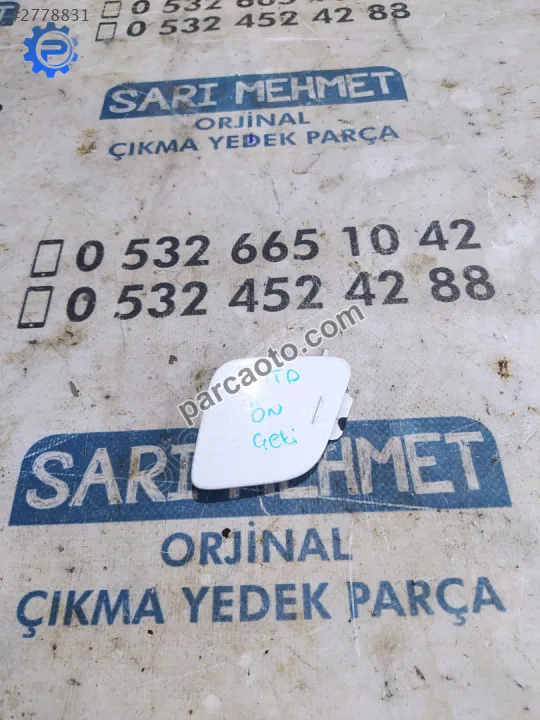 #2778831
0 532 665
0 532 452 42 88
SARI MEHMET
ORJİNAL
ÇIKMA YEDEK PARÇA
0 532 665 10 42
0 532 452 42 88
parcaoto.com
ÖN
Çeki
SARI MEHMET
ORJİNAL
ÇIKMA YEDEK PARÇA